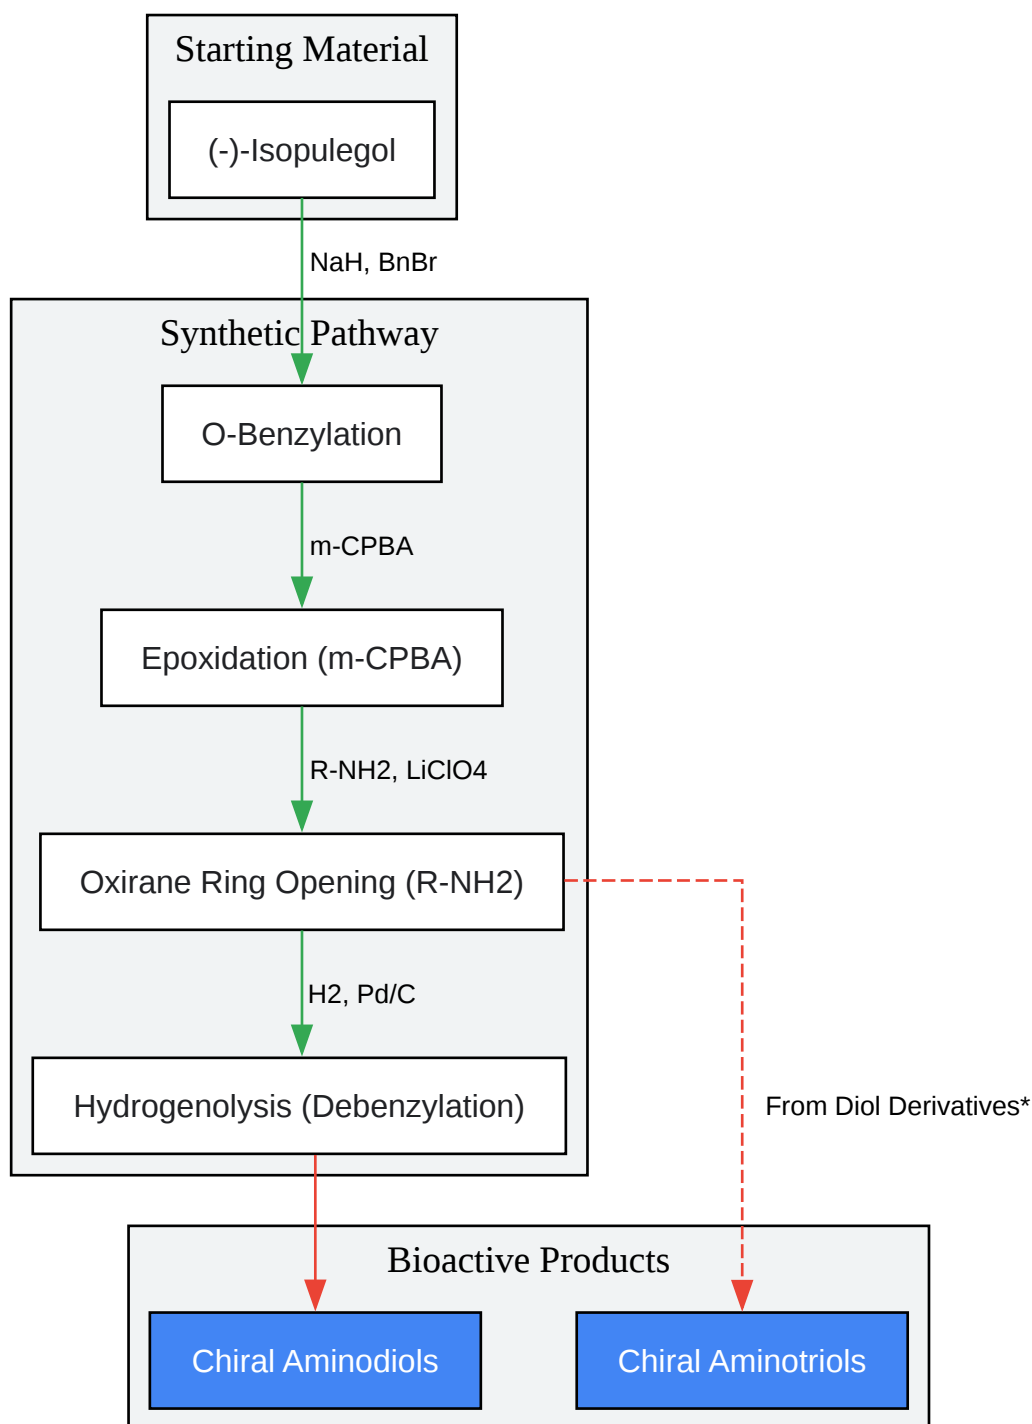 Starting Material
(-)-Isopulegol
NaH, BnBr
Synthetic Pathway
O-Benzylation
m-CPBA
Epoxidation (m-CPBA)
R-NH2, LiClO4
Oxirane Ring Opening (R-NH2)
H2, Pd/C
Hydrogenolysis (Debenzylation)
From Diol Derivatives*
Bioactive Products
Chiral Aminodiols
Chiral Aminotriols